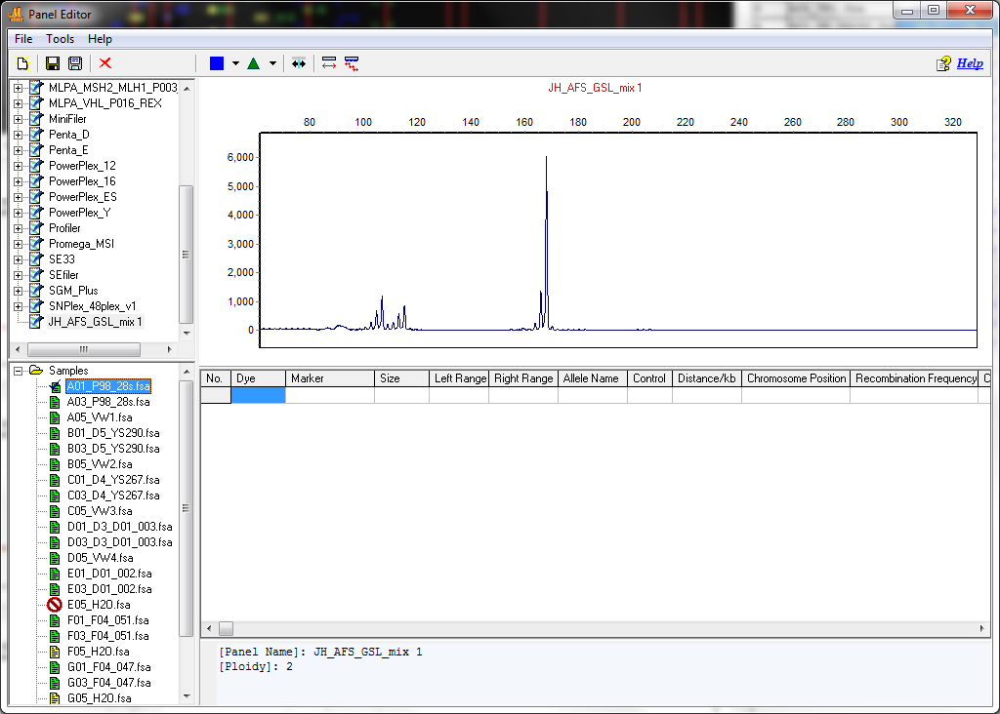 Panel Editor
File Tools Help
Help
MLPA_MSH2_MLH1_P003
MLPA_VHL_P016_REX
MiniFiler
Penta_D
Penta_E
PowerPlex_12
PowerPlex_16
PowerPlex_ES
PowerPlex_Y
Profiler
Promega_MSI
SE33
SEfiler
SGM_Plus
SNPlex_48plex_v1
JH_AFS_GSL_mix 1
Samples
A01_P98_28s.fsa
A03_P98_28s.fsa
A05_VW1.fsa
B01_D5_YS290.fsa
B03_D5_YS290.fsa
B05_VW2.fsa
C01_D4_YS267.fsa
C03_D4_YS267.fsa
C05_VW3.fsa
D01_D3_D01_003.fsa
D03_D3_D01_003.fsa
D05_VW4.fsa
E01_D01_002.fsa
E03_D01_002.fsa
E05_H2O.fsa
F01_F04_051.fsa
F03_F04_051.fsa
F05_H2O.fsa
G01_F04_047.fsa
G03_F04_047.fsa
G05_H2O.fsa
JH_AFS_GSL_mix 1
80 100 120 140 160 180 200 220 240 260 280 300 320
6,000
5,000
4,000
3,000
2,000
1,000
0
No. Dye Marker Size Left Range Right Range Allele Name Control Distance/kb Chromosome Position Recombination Frequency C
[Panel Name]: JH_AFS_GSL_mix 1
[Ploidy]: 2